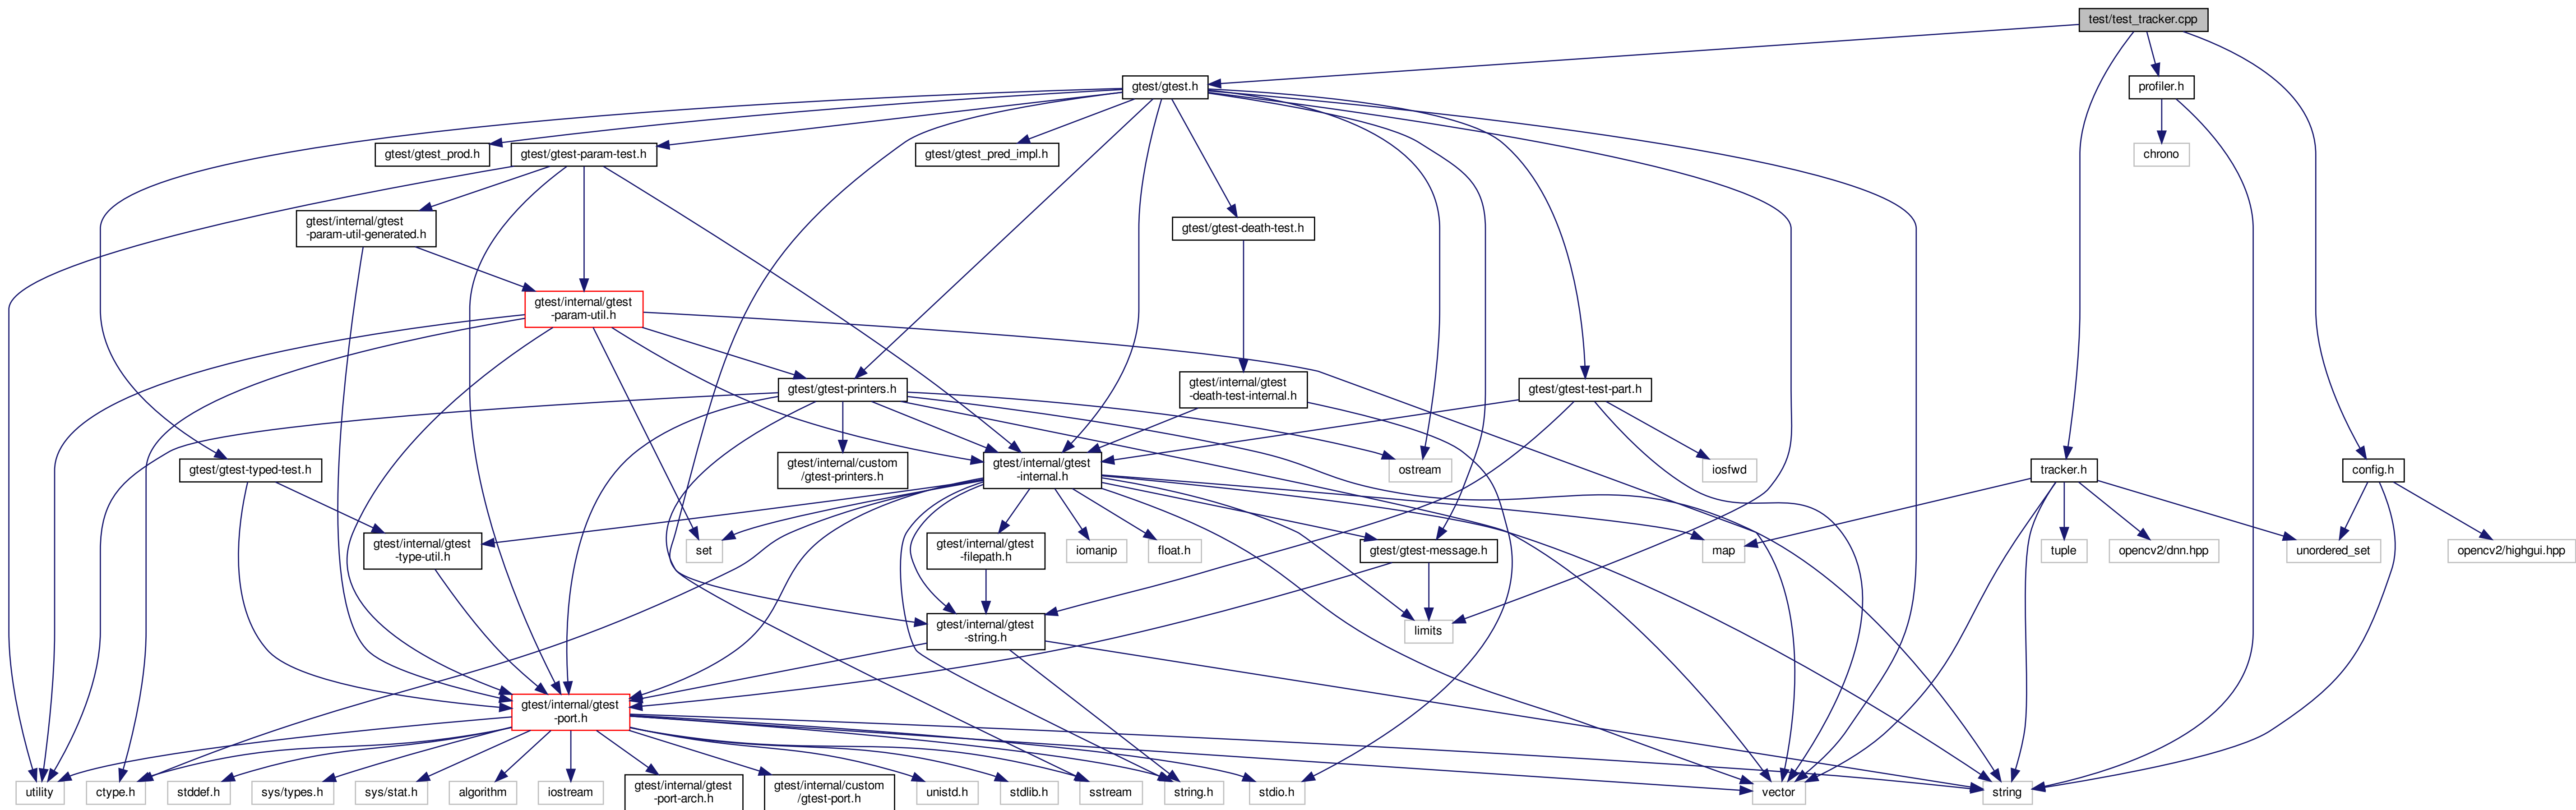 test/test_tracker.cpp
gtest/gtest.h
profiler.h
gtest/gtest_prod.h
gtest/gtest-param-test.h
gtest/gtest_pred_impl.h
chrono
gtest/internal/gtest
-param-util-generated.h
gtest/gtest-death-test.h
gtest/internal/gtest
-param-util.h
gtest/gtest-printers.h
gtest/internal/gtest
-death-test-internal.h
gtest/gtest-test-part.h
gtest/gtest-typed-test.h
gtest/internal/custom
/gtest-printers.h
gtest/internal/gtest
-internal.h
ostream
iosfwd
tracker.h
config.h
gtest/internal/gtest
-type-util.h
set
gtest/internal/gtest
-filepath.h
iomanip
float.h
gtest/gtest-message.h
map
tuple
opencv2/dnn.hpp
unordered_set
opencv2/highgui.hpp
gtest/internal/gtest
-string.h
limits
gtest/internal/gtest
-port.h
utility
ctype.h
stddef.h
sys/types.h
sys/stat.h
algorithm
iostream
gtest/internal/gtest
-port-arch.h
gtest/internal/custom
/gtest-port.h
unistd.h
stdlib.h
sstream
string.h
stdio.h
vector
string